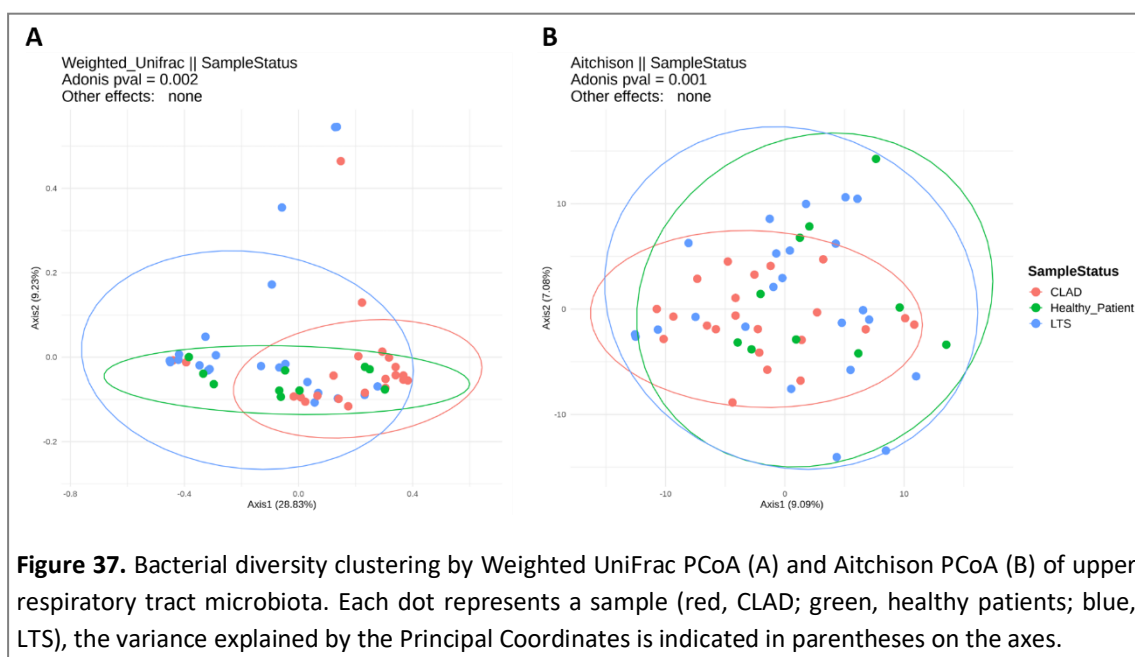 A
Weighted_Unifrac || SampleStatus
Adonis pval = 0.002
Other effects: none
0.4
0.2
0.0
-0.2
Axis2 (9.23%)
-0.8
-0.4
0.0
0.4
Axis1 (28.83%)
B
Aitchison || SampleStatus
Adonis pval = 0.001
Other effects: none
10
0
-10
Axis2 (7.08%)
-10
0
10
Axis1 (9.09%)
SampleStatus
CLAD
Healthy_Patient
LTS
Figure 37. Bacterial diversity clustering by Weighted UniFrac PCoA (A) and Aitchison PCoA (B) of upper
respiratory tract microbiota. Each dot represents a sample (red, CLAD; green, healthy patients; blue,
LTS), the variance explained by the Principal Coordinates is indicated in parentheses on the axes.